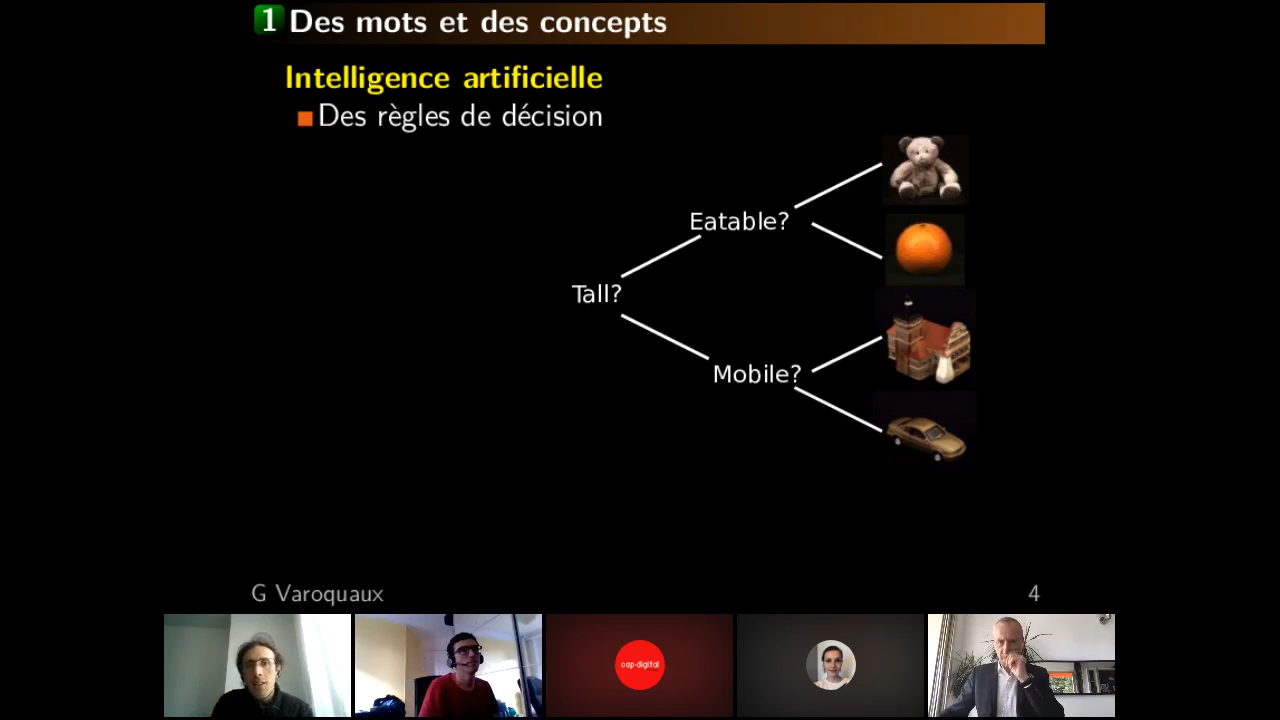 1 Des mots et des concepts
Intelligence artificielle
Des règles de décision
Eatable?
Tall?
Mobile?
G Varoquaux
4
cap·digital